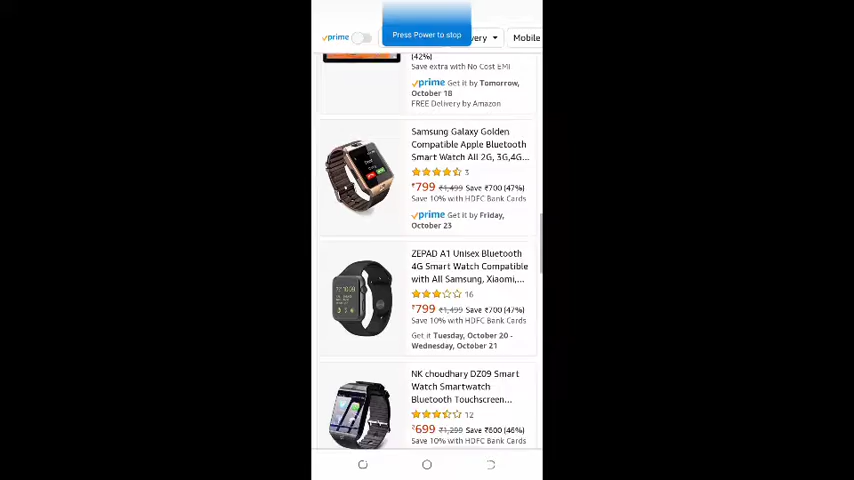 prime
Press Power to stop
very
Mobile
(42%)
Save extra with No Cost EMI
prime Get it by Tomorrow,
October 18
FREE Delivery by Amazon
Samsung Galaxy Golden
Compatible Apple Bluetooth
Smart Watch All 2G, 3G,4G...
3
₹799 ₹1,499 Save ₹700 (47%)
Save 10% with HDFC Bank Cards
prime Get it by Friday,
October 23
ZEPAD A1 Unisex Bluetooth
4G Smart Watch Compatible
with All Samsung, Xiaomi,...
16
₹799 ₹1,499 Save ₹700 (47%)
Save 10% with HDFC Bank Cards
Get it Tuesday, October 20 -
Wednesday, October 21
NK choudhary DZ09 Smart
Watch Smartwatch
Bluetooth Touchscreen...
12
₹699 ₹1,299 Save ₹600 (46%)
Save 10% with HDFC Bank Cards